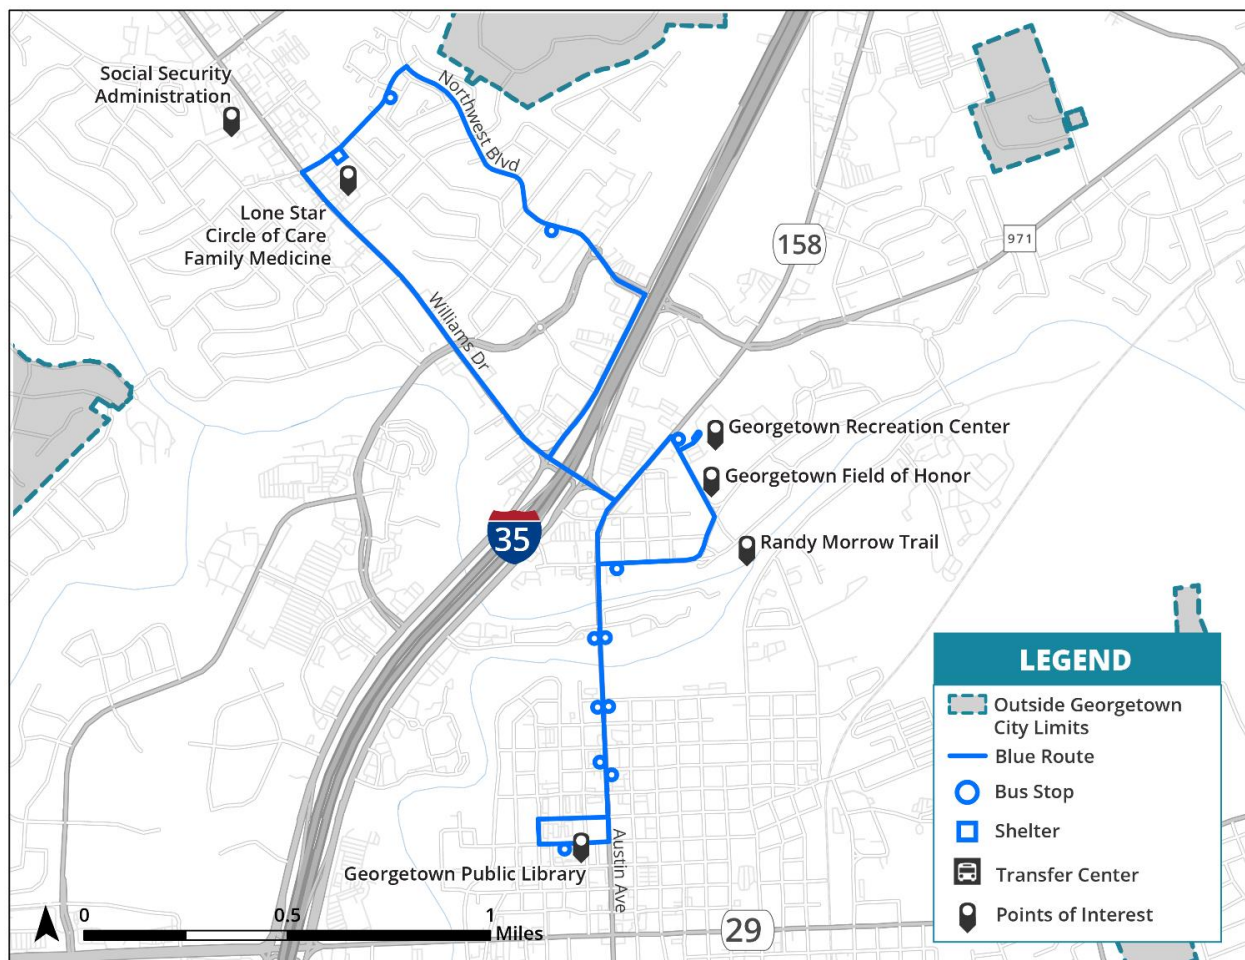 Social Security
Administration
Northwest Blvd
Lone Star
Circle of Care
Family Medicine
158
971
Williams Dr
Georgetown Recreation Center
Georgetown Field of Honor
35
Randy Morrow Trail
LEGEND
Outside Georgetown
City Limits
Blue Route
Bus Stop
Shelter
Transfer Center
Points of Interest
Austin Ave
Georgetown Public Library
0 0.5 1
Miles
29